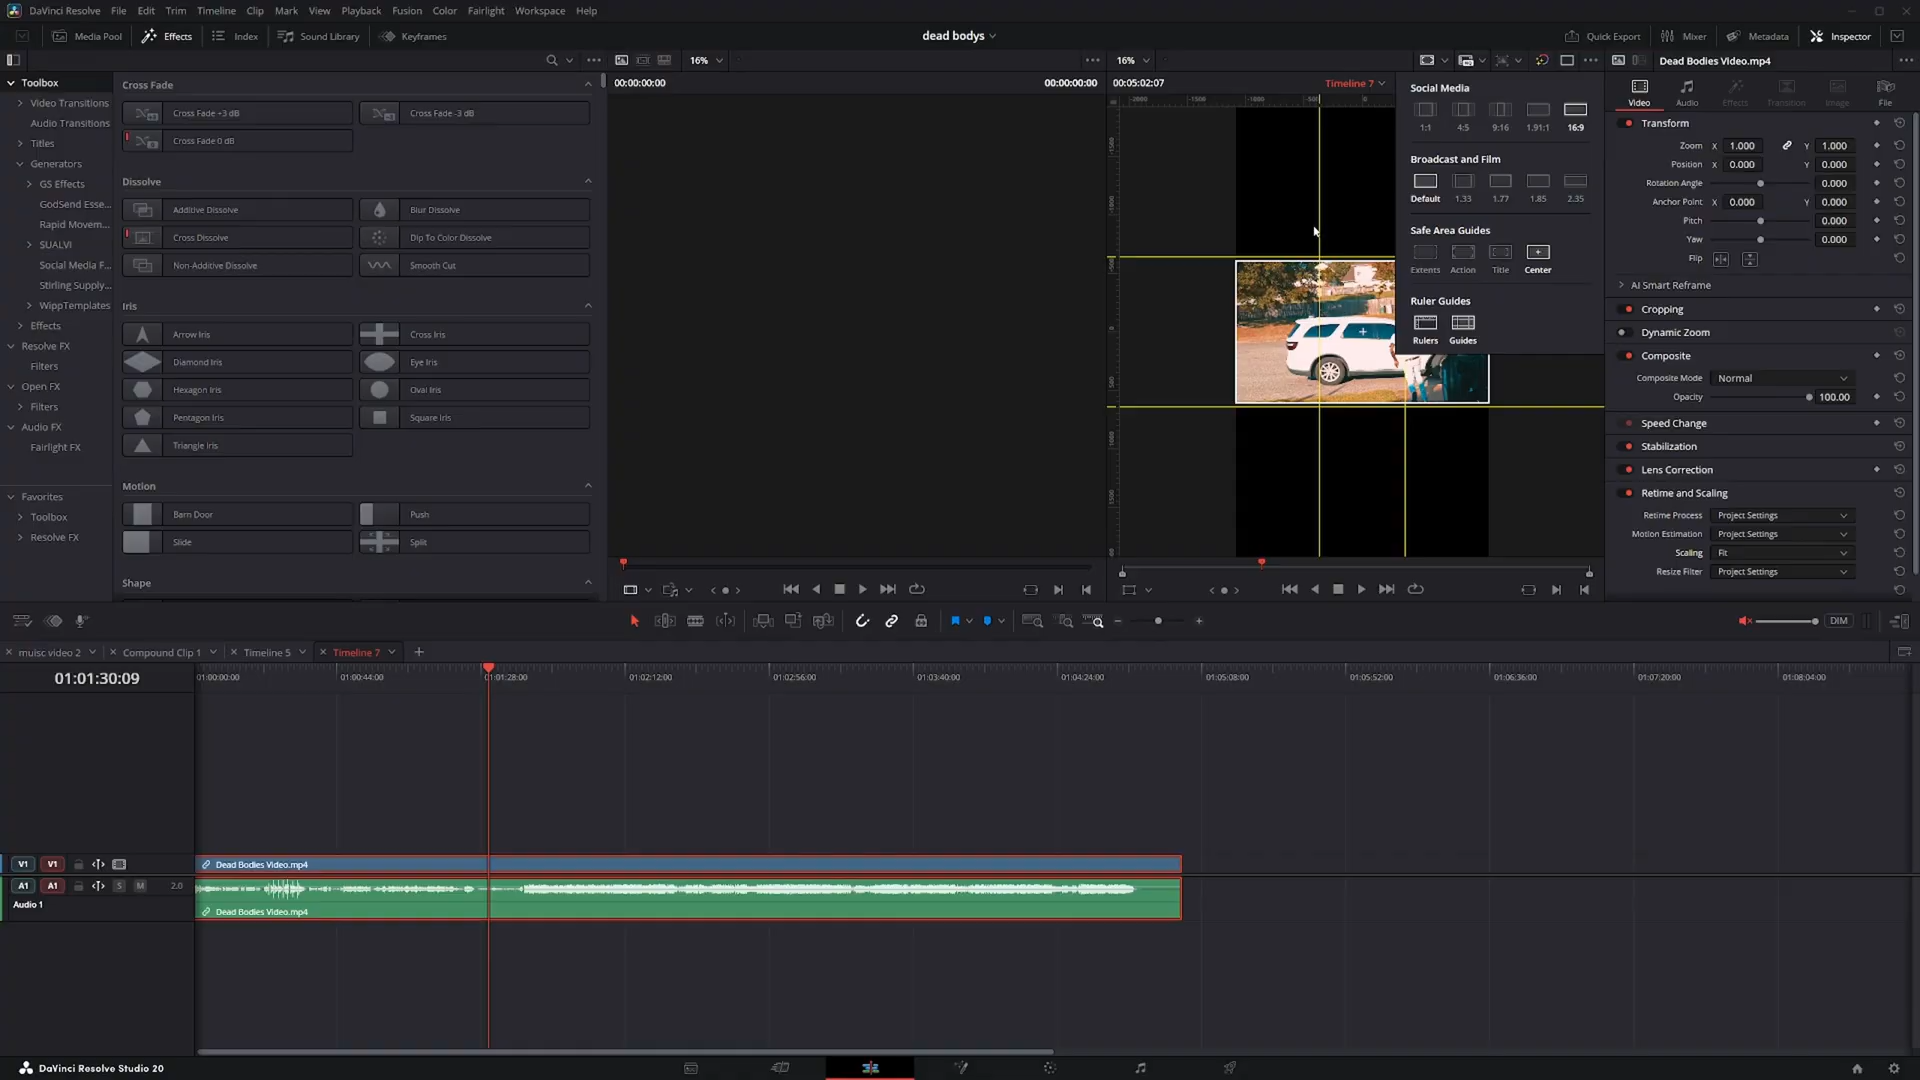 DaVinci Resolve File Edit Trim Timeline Clip Mark View Playback Fusion Color Fairlight Workspace Help
Media Pool Effects Index Sound Library Keyframes
dead bodys
Quick Export Mixer Metadata Inspector
16%
16%
Dead Bodies Video.mp4
00:00:00:00
00:00:00:00
00:05:02:07
Timeline 7
Toolbox
Video Transitions
Audio Transitions
Titles
Generators
GS Effects
GodSend Esse...
Rapid Movem...
SUALVI
Social Media F...
Stirling Supply...
WippTemplates
Effects
Resolve FX
Filters
Open FX
Filters
Audio FX
Fairlight FX
Favorites
Toolbox
Resolve FX
Cross Fade
Cross Fade +3 dB
Cross Fade -3 dB
Cross Fade 0 dB
Dissolve
Additive Dissolve
Blur Dissolve
Cross Dissolve
Dip To Color Dissolve
Non-Additive Dissolve
Smooth Cut
Iris
Arrow Iris
Cross Iris
Diamond Iris
Eye Iris
Hexagon Iris
Oval Iris
Pentagon Iris
Square Iris
Triangle Iris
Motion
Barn Door
Push
Slide
Split
Shape
Social Media
1:1 4:5 9:16 1.91:1 16:9
Broadcast and Film
Default 1.33 1.77 1.85 2.35
Safe Area Guides
Extents Action Title Center
Ruler Guides
Rulers Guides
Video Audio Effects Transition Image File
Transform
Zoom X 1.000 Y 1.000
Position X 0.000 Y 0.000
Rotation Angle 0.000
Anchor Point X 0.000 Y 0.000
Pitch 0.000
Yaw 0.000
Flip
AI Smart Reframe
Cropping
Dynamic Zoom
Composite
Composite Mode Normal
Opacity 100.00
Speed Change
Stabilization
Lens Correction
Retime and Scaling
Retime Process Project Settings
Motion Estimation Project Settings
Scaling Fit
Resize Filter Project Settings
DIM
muisc video 2 Compound Clip 1 Timeline 5 Timeline 7
01:01:30:09
01:00:00:00 01:00:44:00 01:01:28:00 01:02:12:00 01:02:56:00 01:03:40:00 01:04:24:00 01:05:08:00 01:05:52:00 01:06:36:00 01:07:20:00 01:08:04:00
V1 V1
Dead Bodies Video.mp4
A1 A1 S M 2.0
Audio 1
Dead Bodies Video.mp4
DaVinci Resolve Studio 20